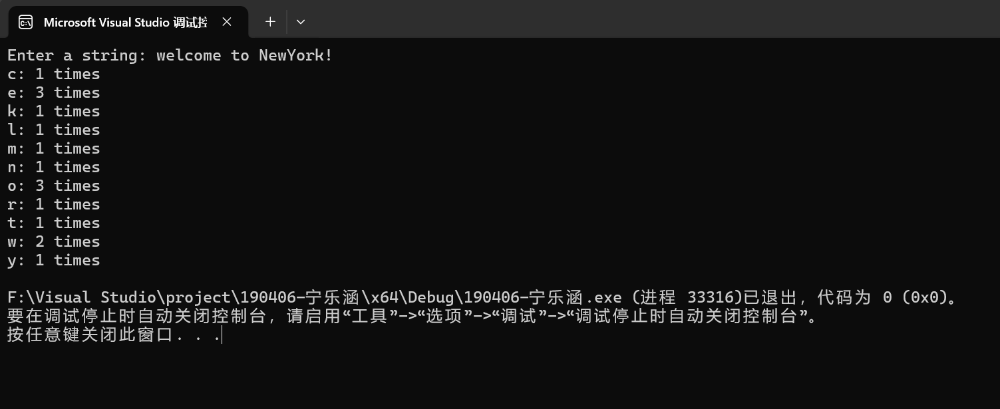 Microsoft Visual Studio 调试控
Enter a string: welcome to NewYork!
c: 1 times
e: 3 times
k: 1 times
l: 1 times
m: 1 times
n: 1 times
o: 3 times
r: 1 times
t: 1 times
w: 2 times
y: 1 times
F:\Visual Studio\project\190406-宁乐涵\x64\Debug\190406-宁乐涵.exe (进程 33316)已退出，代码为 0 (0x0)。
要在调试停止时自动关闭控制台，请启用“工具”->“选项”->“调试”->“调试停止时自动关闭控制台”。
按任意键关闭此窗口. . .